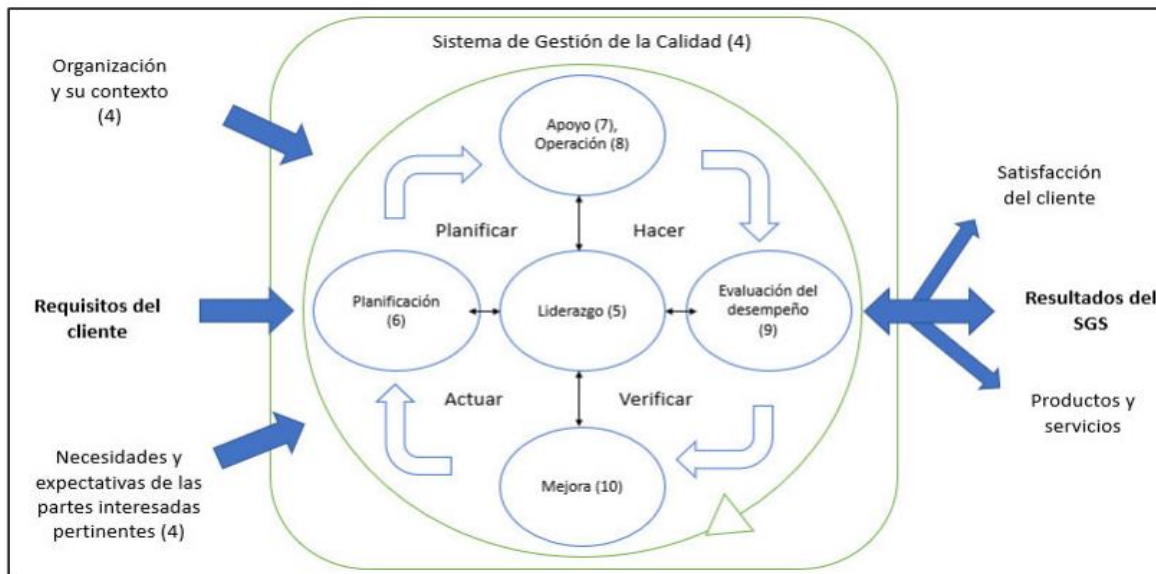 Sistema de Gestión de la Calidad (4)
Organización
y su contexto
(4)
Apoyo (7),
Operación (8)
Satisfacción
del cliente
Planificar
Hacer
Requisitos del
cliente
Planificación
(6)
Liderazgo (5)
Evaluación del
desempeño
(9)
Resultados del
SGS
Actuar
Verificar
Productos y
servicios
Necesidades y
expectativas de las
partes interesadas
pertinentes (4)
Mejora (10)